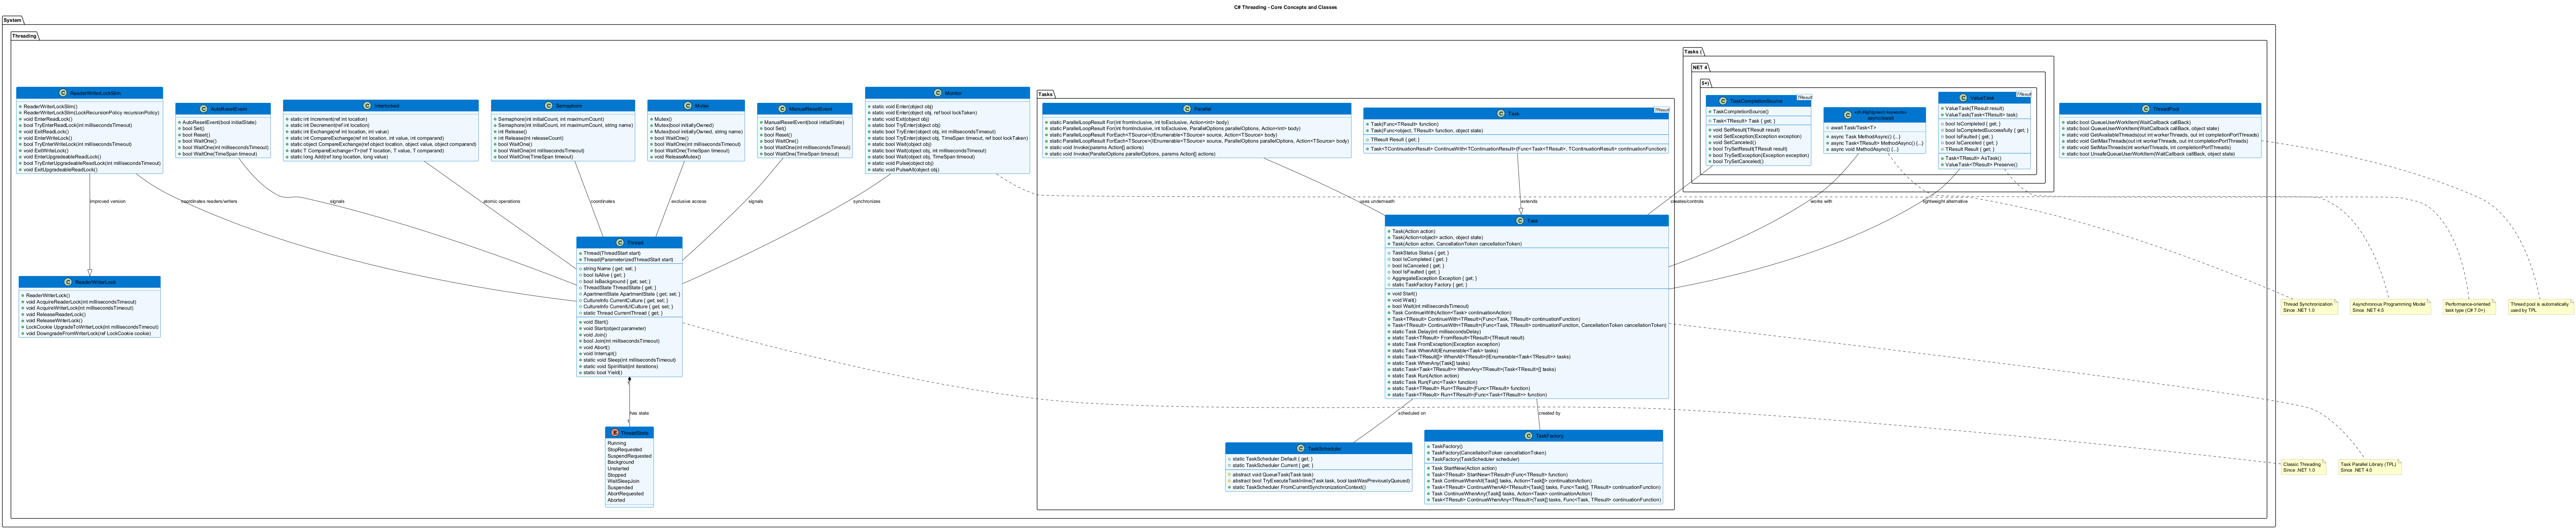 C# Threading - Core Concepts and Classes
System
Threading
ReaderWriterLockSlim
ReaderWriterLockSlim()
ReaderWriterLockSlim(LockRecursionPolicy recursionPolicy)
void EnterReadLock()
bool TryEnterReadLock(int millisecondsTimeout)
void ExitReadLock()
void EnterWriteLock()
bool TryEnterWriteLock(int millisecondsTimeout)
void ExitWriteLock()
void EnterUpgradeableReadLock()
bool TryEnterUpgradeableReadLock(int millisecondsTimeout)
void ExitUpgradeableReadLock()
AutoResetEvent
AutoResetEvent(bool initialState)
bool Set()
bool Reset()
bool WaitOne()
bool WaitOne(int millisecondsTimeout)
bool WaitOne(TimeSpan timeout)
Interlocked
static int Increment(ref int location)
static int Decrement(ref int location)
static int Exchange(ref int location, int value)
static int CompareExchange(ref int location, int value, int comparand)
static object CompareExchange(ref object location, object value, object comparand)
static T CompareExchange<T>(ref T location, T value, T comparand)
static long Add(ref long location, long value)
Semaphore
Semaphore(int initialCount, int maximumCount)
Semaphore(int initialCount, int maximumCount, string name)
int Release()
int Release(int releaseCount)
bool WaitOne()
bool WaitOne(int millisecondsTimeout)
bool WaitOne(TimeSpan timeout)
Mutex
Mutex()
Mutex(bool initiallyOwned)
Mutex(bool initiallyOwned, string name)
bool WaitOne()
bool WaitOne(int millisecondsTimeout)
bool WaitOne(TimeSpan timeout)
void ReleaseMutex()
ManualResetEvent
ManualResetEvent(bool initialState)
bool Set()
bool Reset()
bool WaitOne()
bool WaitOne(int millisecondsTimeout)
bool WaitOne(TimeSpan timeout)
Monitor
static void Enter(object obj)
static void Enter(object obj, ref bool lockTaken)
static void Exit(object obj)
static bool TryEnter(object obj)
static bool TryEnter(object obj, int millisecondsTimeout)
static bool TryEnter(object obj, TimeSpan timeout, ref bool lockTaken)
static bool Wait(object obj)
static bool Wait(object obj, int millisecondsTimeout)
static bool Wait(object obj, TimeSpan timeout)
static void Pulse(object obj)
static void PulseAll(object obj)
Tasks
Parallel
static ParallelLoopResult For(int fromInclusive, int toExclusive, Action<int> body)
static ParallelLoopResult For(int fromInclusive, int toExclusive, ParallelOptions parallelOptions, Action<int> body)
static ParallelLoopResult ForEach<TSource>(IEnumerable<TSource> source, Action<TSource> body)
static ParallelLoopResult ForEach<TSource>(IEnumerable<TSource> source, ParallelOptions parallelOptions, Action<TSource> body)
static void Invoke(params Action[] actions)
static void Invoke(ParallelOptions parallelOptions, params Action[] actions)
Task
TResult
Task(Func<TResult> function)
Task(Func<object, TResult> function, object state)
TResult Result { get; }
Task<TContinuationResult> ContinueWith<TContinuationResult>(Func<Task<TResult>, TContinuationResult> continuationFunction)
Tasks (
NET 4
5+)
TaskCompletionSource
TResult
TaskCompletionSource()
Task<TResult> Task { get; }
void SetResult(TResult result)
void SetException(Exception exception)
void SetCanceled()
bool TrySetResult(TResult result)
bool TrySetException(Exception exception)
bool TrySetCanceled()
«(Highlighted) keywords»
async/await
await Task/Task<T>
async Task MethodAsync() {...}
async Task<TResult> MethodAsync() {...}
async void MethodAsync() {...}
ValueTask
TResult
ValueTask(TResult result)
ValueTask(Task<TResult> task)
bool IsCompleted { get; }
bool IsCompletedSuccessfully { get; }
bool IsFaulted { get; }
bool IsCanceled { get; }
TResult Result { get; }
Task<TResult> AsTask()
ValueTask<TResult> Preserve()
ThreadPool
static bool QueueUserWorkItem(WaitCallback callBack)
static bool QueueUserWorkItem(WaitCallback callBack, object state)
static void GetAvailableThreads(out int workerThreads, out int completionPortThreads)
static void GetMaxThreads(out int workerThreads, out int completionPortThreads)
static void SetMaxThreads(int workerThreads, int completionPortThreads)
static bool UnsafeQueueUserWorkItem(WaitCallback callBack, object state)
improved version
coordinates readers/writers
signals
atomic operations
coordinates
exclusive access
signals
synchronizes
uses underneath
extends
creates/controls
works with
lightweight alternative
Thread
Thread(ThreadStart start)
Thread(ParameterizedThreadStart start)
string Name { get; set; }
bool IsAlive { get; }
bool IsBackground { get; set; }
ThreadState ThreadState { get; }
ApartmentState ApartmentState { get; set; }
CultureInfo CurrentCulture { get; set; }
CultureInfo CurrentUICulture { get; set; }
static Thread CurrentThread { get; }
void Start()
void Start(object parameter)
void Join()
bool Join(int millisecondsTimeout)
void Abort()
void Interrupt()
static void Sleep(int millisecondsTimeout)
static void SpinWait(int iterations)
static bool Yield()
ReaderWriterLock
ReaderWriterLock()
void AcquireReaderLock(int millisecondsTimeout)
void AcquireWriterLock(int millisecondsTimeout)
void ReleaseReaderLock()
void ReleaseWriterLock()
LockCookie UpgradeToWriterLock(int millisecondsTimeout)
void DowngradeFromWriterLock(ref LockCookie cookie)
Task
Task(Action action)
Task(Action<object> action, object state)
Task(Action action, CancellationToken cancellationToken)
TaskStatus Status { get; }
bool IsCompleted { get; }
bool IsCanceled { get; }
bool IsFaulted { get; }
AggregateException Exception { get; }
static TaskFactory Factory { get; }
void Start()
void Wait()
bool Wait(int millisecondsTimeout)
Task ContinueWith(Action<Task> continuationAction)
Task<TResult> ContinueWith<TResult>(Func<Task, TResult> continuationFunction)
Task<TResult> ContinueWith<TResult>(Func<Task, TResult> continuationFunction, CancellationToken cancellationToken)
static Task Delay(int millisecondsDelay)
static Task<TResult> FromResult<TResult>(TResult result)
static Task FromException(Exception exception)
static Task WhenAll(IEnumerable<Task> tasks)
static Task<TResult[]> WhenAll<TResult>(IEnumerable<Task<TResult>> tasks)
static Task WhenAny(Task[] tasks)
static Task<Task<TResult>> WhenAny<TResult>(Task<TResult>[] tasks)
static Task Run(Action action)
static Task Run(Func<Task> function)
static Task<TResult> Run<TResult>(Func<TResult> function)
static Task<TResult> Run<TResult>(Func<Task<TResult>> function)
Thread Synchronization
Since .NET 1.0
Asynchronous Programming Model
Since .NET 4.5
Performance-oriented
task type (C# 7.0+)
Thread pool is automatically
used by TPL
has state
scheduled on
created by
ThreadState
Running
StopRequested
SuspendRequested
Background
Unstarted
Stopped
WaitSleepJoin
Suspended
AbortRequested
Aborted
TaskScheduler
static TaskScheduler Default { get; }
static TaskScheduler Current { get; }
abstract void QueueTask(Task task)
abstract bool TryExecuteTaskInline(Task task, bool taskWasPreviouslyQueued)
static TaskScheduler FromCurrentSynchronizationContext()
TaskFactory
TaskFactory()
TaskFactory(CancellationToken cancellationToken)
TaskFactory(TaskScheduler scheduler)
Task StartNew(Action action)
Task<TResult> StartNew<TResult>(Func<TResult> function)
Task ContinueWhenAll(Task[] tasks, Action<Task[]> continuationAction)
Task<TResult> ContinueWhenAll<TResult>(Task[] tasks, Func<Task[], TResult> continuationFunction)
Task ContinueWhenAny(Task[] tasks, Action<Task> continuationAction)
Task<TResult> ContinueWhenAny<TResult>(Task[] tasks, Func<Task, TResult> continuationFunction)
Classic Threading
Since .NET 1.0
Task Parallel Library (TPL)
Since .NET 4.0